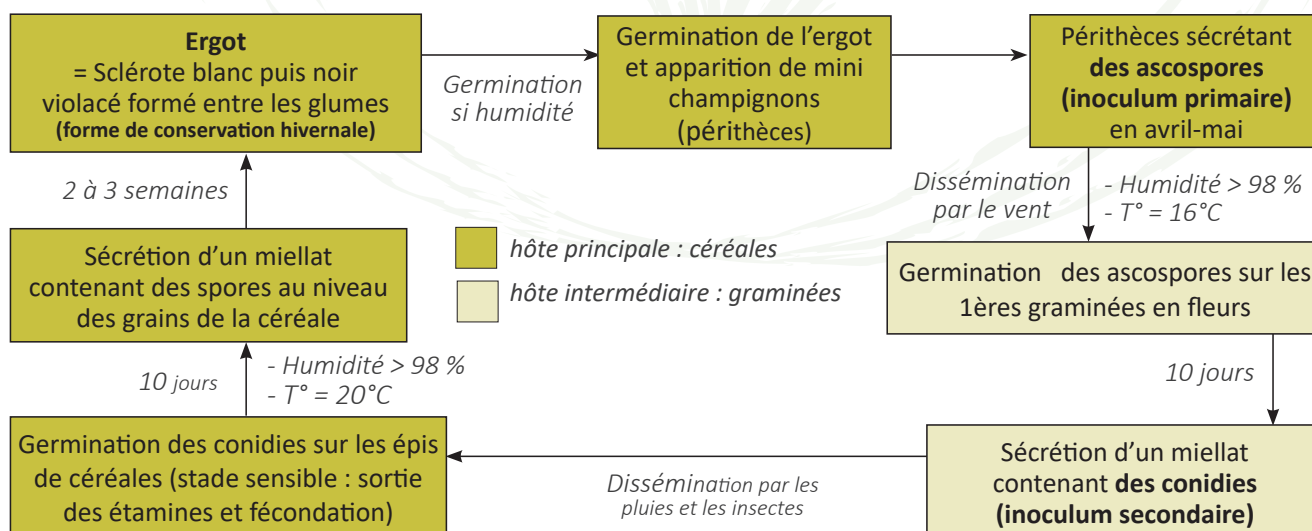 Ergot
= Sclérote blanc puis noir
violacé formé entre les glumes
(forme de conservation hivernale)
Germination
si humidité
Germination de l'ergot
et apparition de mini
champignons
(périthèces)
Périthèces sécrétant
des ascospores
(inoculum primaire)
en avril-mai
Dissémination
par le vent
- Humidité > 98 %
- T° = 16°C
Germination des ascospores sur les
1ères graminées en fleurs
10 jours
Sécrétion d'un miellat
contenant des conidies
(inoculum secondaire)
Dissémination par les
pluies et les insectes
Germination des conidies sur les épis
de céréales (stade sensible : sortie
des étamines et fécondation)
10 jours
- Humidité > 98 %
- T° = 20°C
Sécrétion d'un miellat
contenant des spores au niveau
des grains de la céréale
2 à 3 semaines
hôte principale : céréales
hôte intermédiaire : graminées